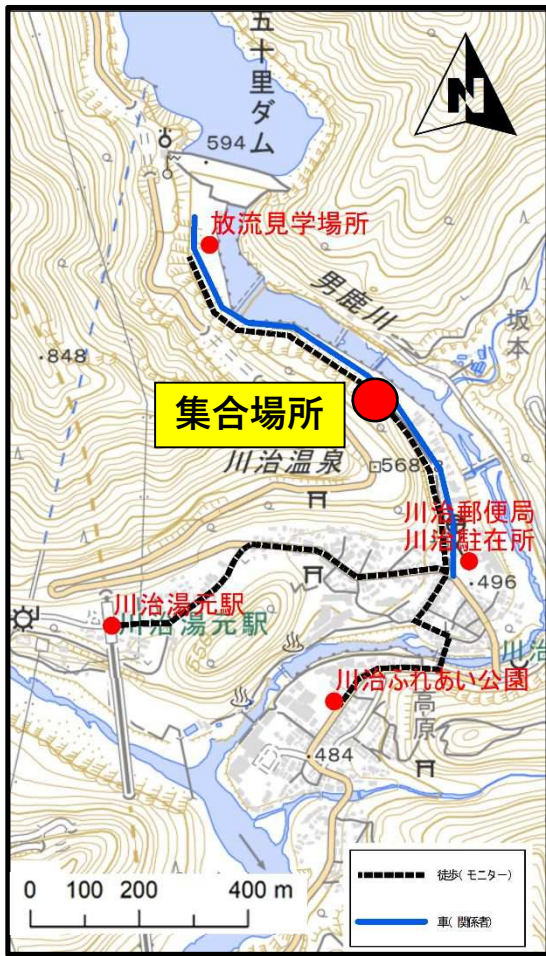 五十里ダム
N
594
放流見学場所
男鹿川
坂本
848
集合場所
川治温泉
568
川治郵便局
川治駐在所
496
川治湯元駅
川治湯元駅
川治
川治ふれあい公園
高原
484
0 100 200 400 m
徒歩(モニター)
車(関係者)